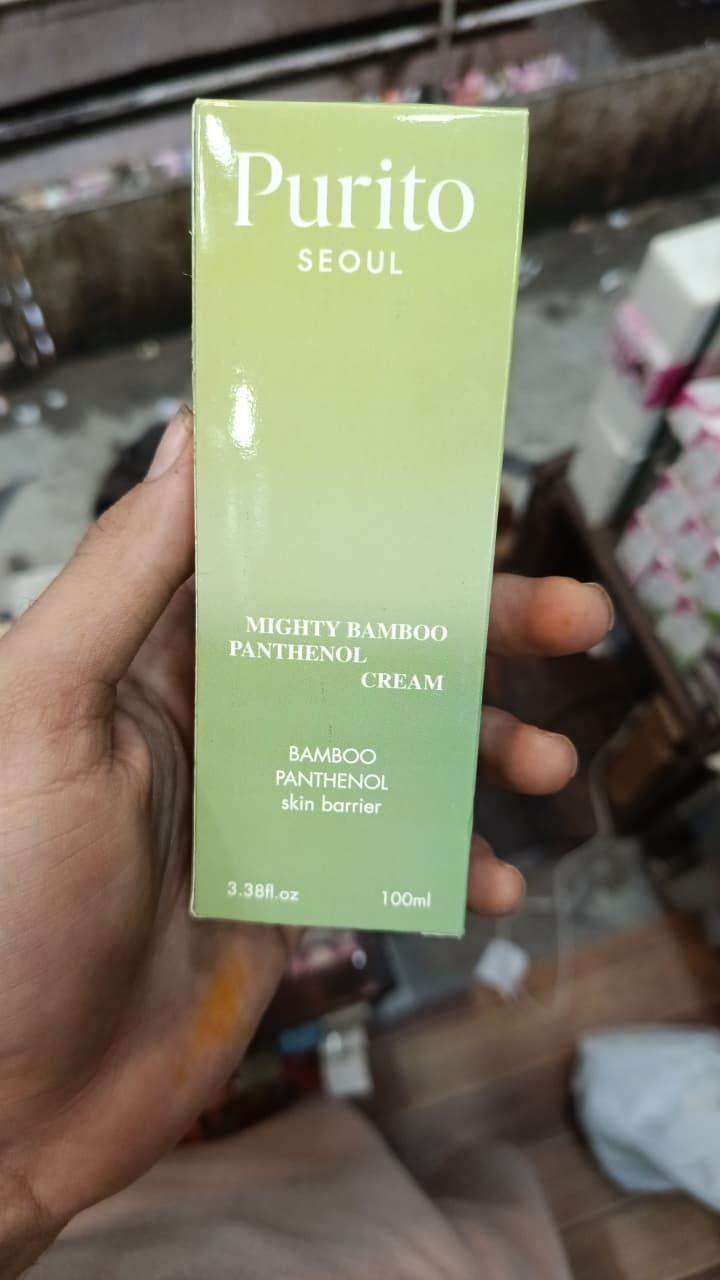 Purito
SEOUL
MIGHTY BAMBOO
PANTHENOL
CREAM
BAMBOO
PANTHENOL
skin barrier
3.38fl.oz 100ml